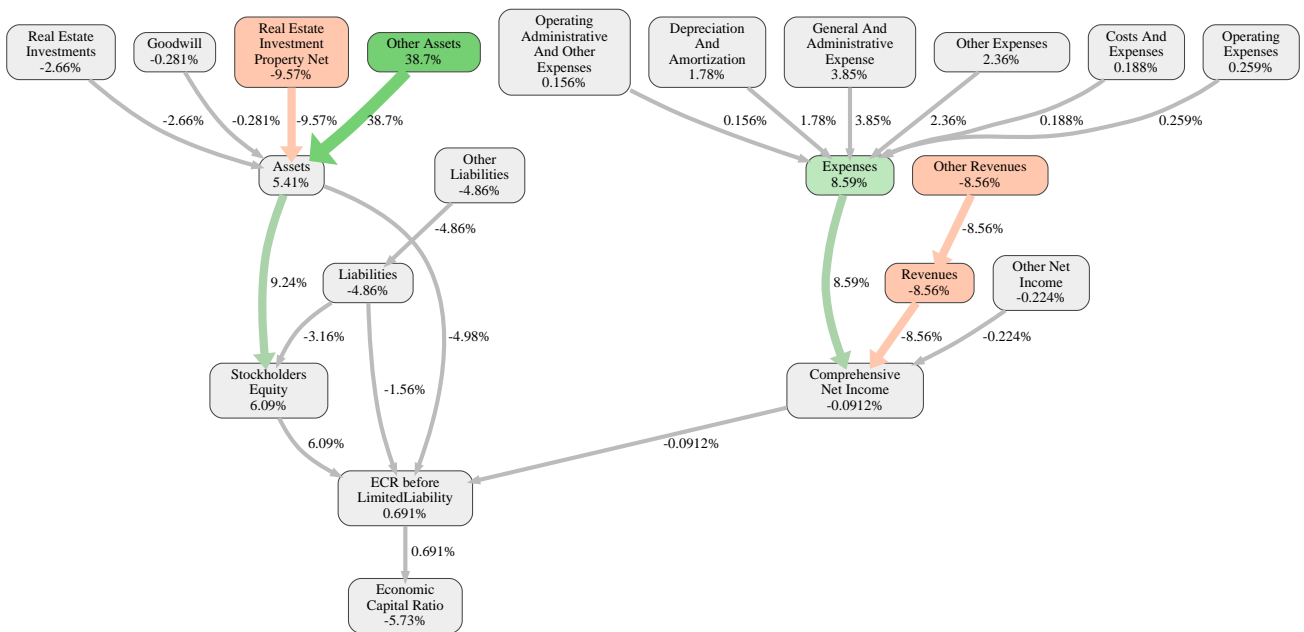 Real Estate
Investments
-2.66%
Goodwill
-0.281%
Real Estate
Investment
Property Net
-9.57%
Other Assets
38.7%
Operating
Administrative
And Other
Expenses
0.156%
Depreciation
And
Amortization
1.78%
General And
Administrative
Expense
3.85%
Other Expenses
2.36%
Costs And
Expenses
0.188%
Operating
Expenses
0.259%
-2.66%
-0.281%
-9.57%
38.7%
0.156%
1.78%
3.85%
2.36%
0.188%
0.259%
Assets
5.41%
Other
Liabilities
-4.86%
Expenses
8.59%
Other Revenues
-8.56%
-4.86%
-8.56%
Liabilities
-4.86%
Revenues
-8.56%
Other Net
Income
-0.224%
9.24%
8.59%
-3.16%
-4.98%
-8.56%
-0.224%
Stockholders
Equity
6.09%
-1.56%
Comprehensive
Net Income
-0.0912%
6.09%
-0.0912%
ECR before
LimitedLiability
0.691%
0.691%
Economic
Capital Ratio
-5.73%